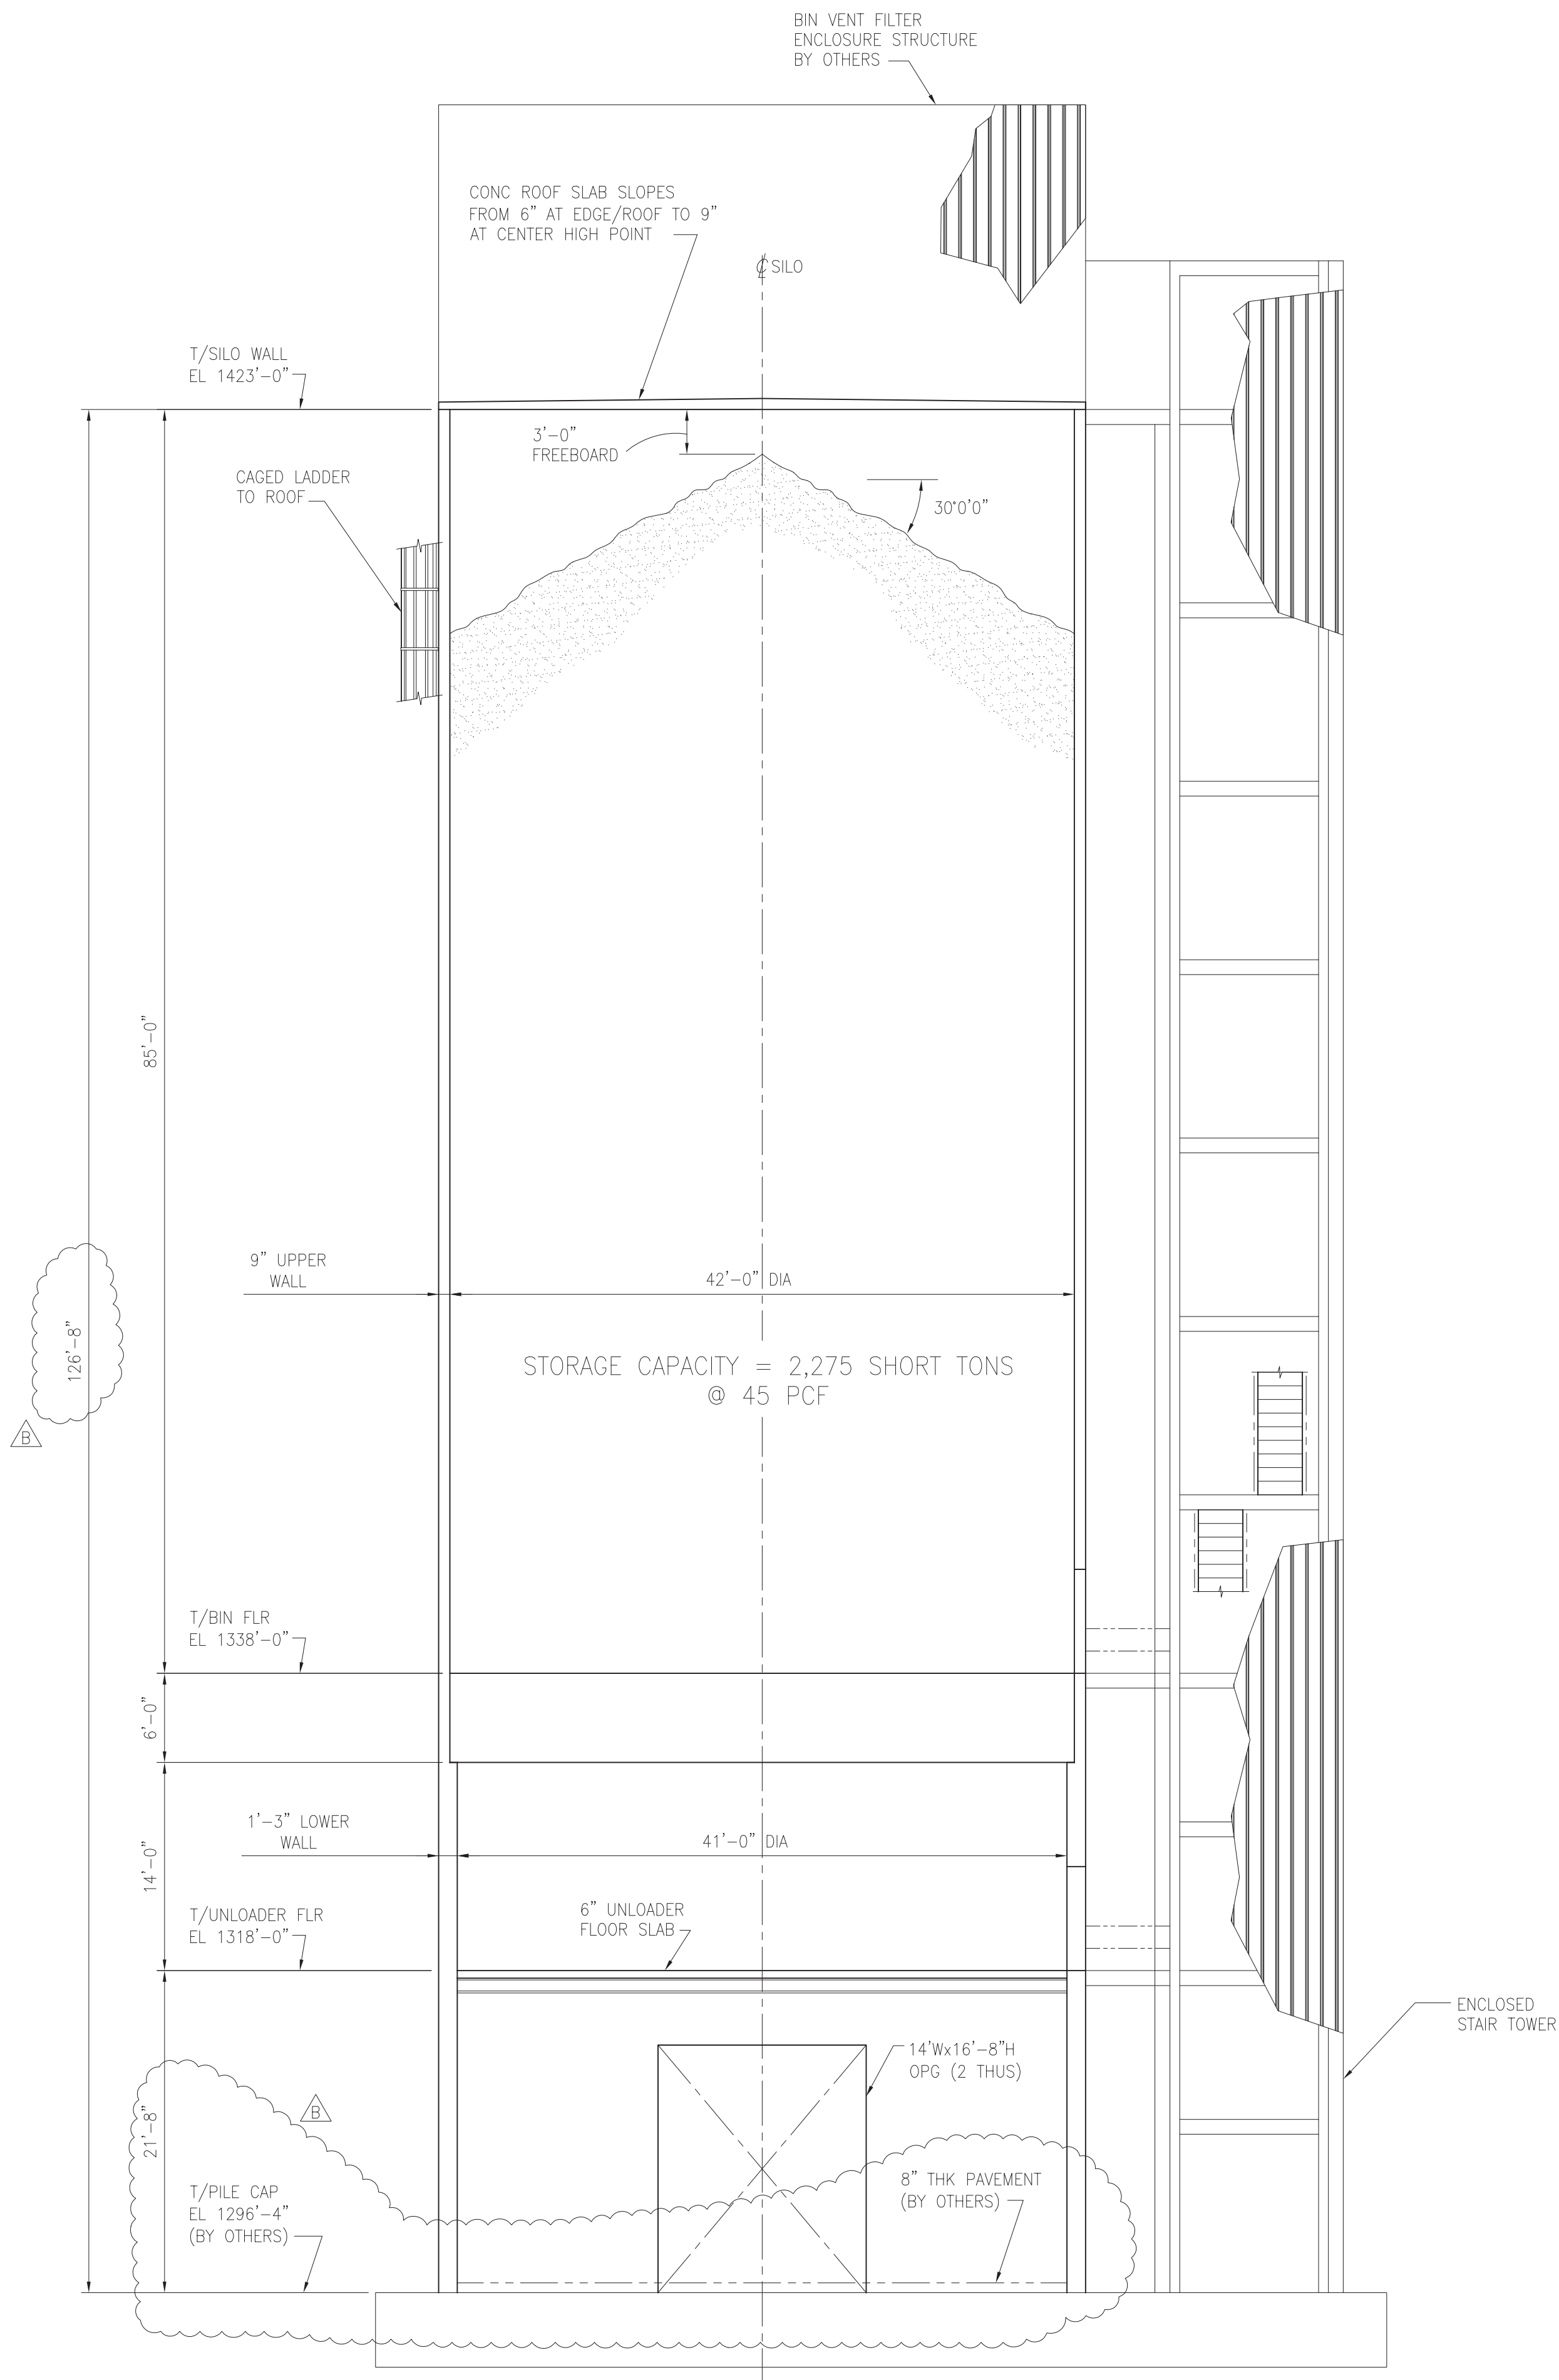 BIN VENT FILTER
ENCLOSURE STRUCTURE
BY OTHERS
CONC ROOF SLAB SLOPES
FROM 6” AT EDGE/ROOF TO 9”
AT CENTER HIGH POINT
℄ SILO
T/SILO WALL
EL 1423’-0”
3’-0”
FREEBOARD
CAGED LADDER
TO ROOF
30°0’0”
85’-0”
9” UPPER
WALL
42’-0” DIA
126’-8”
STORAGE CAPACITY = 2,275 SHORT TONS
@ 45 PCF
B
T/BIN FLR
EL 1338’-0”
6’-0”
1’-3” LOWER
WALL
41’-0” DIA
14’-0”
T/UNLOADER FLR
EL 1318’-0”
6” UNLOADER
FLOOR SLAB
ENCLOSED
STAIR TOWER
14’Wx16’-8”H
OPG (2 THUS)
B
21’-8”
8” THK PAVEMENT
(BY OTHERS)
T/PILE CAP
EL 1296’-4”
(BY OTHERS)